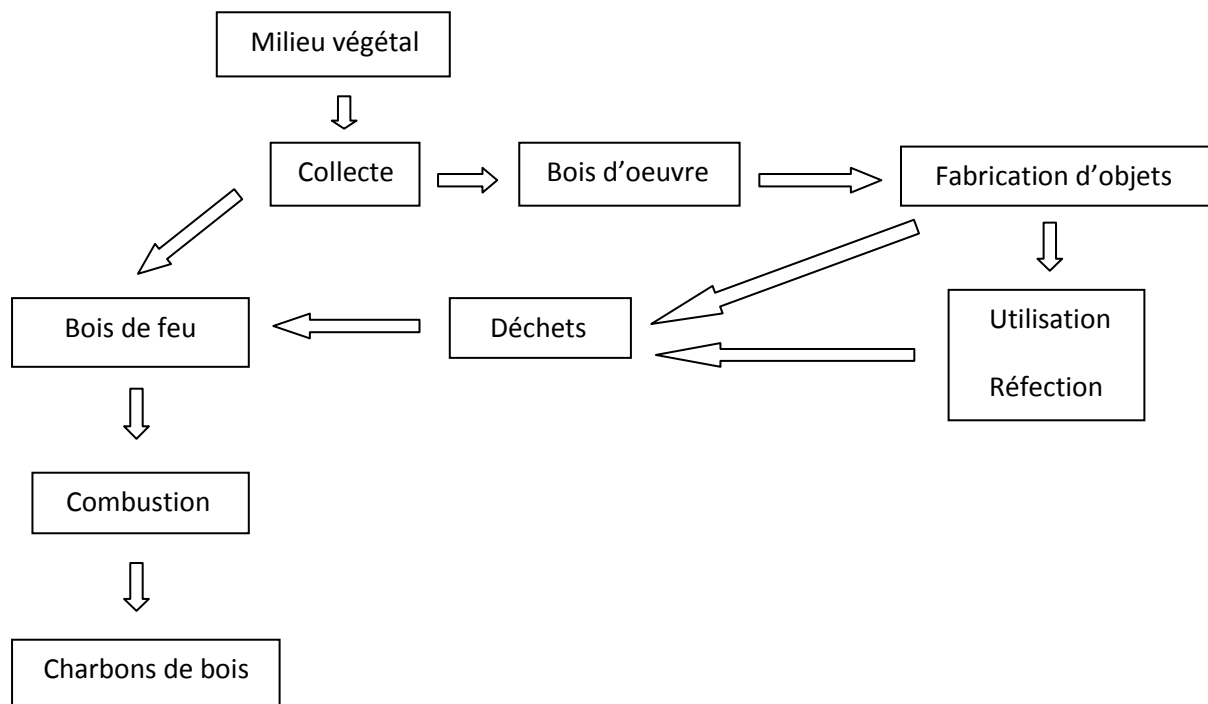 Milieu végétal
Collecte
Bois d'oeuvre
Fabrication d'objets
Bois de feu
Déchets
Utilisation
Réfection
Combustion
Charbons de bois